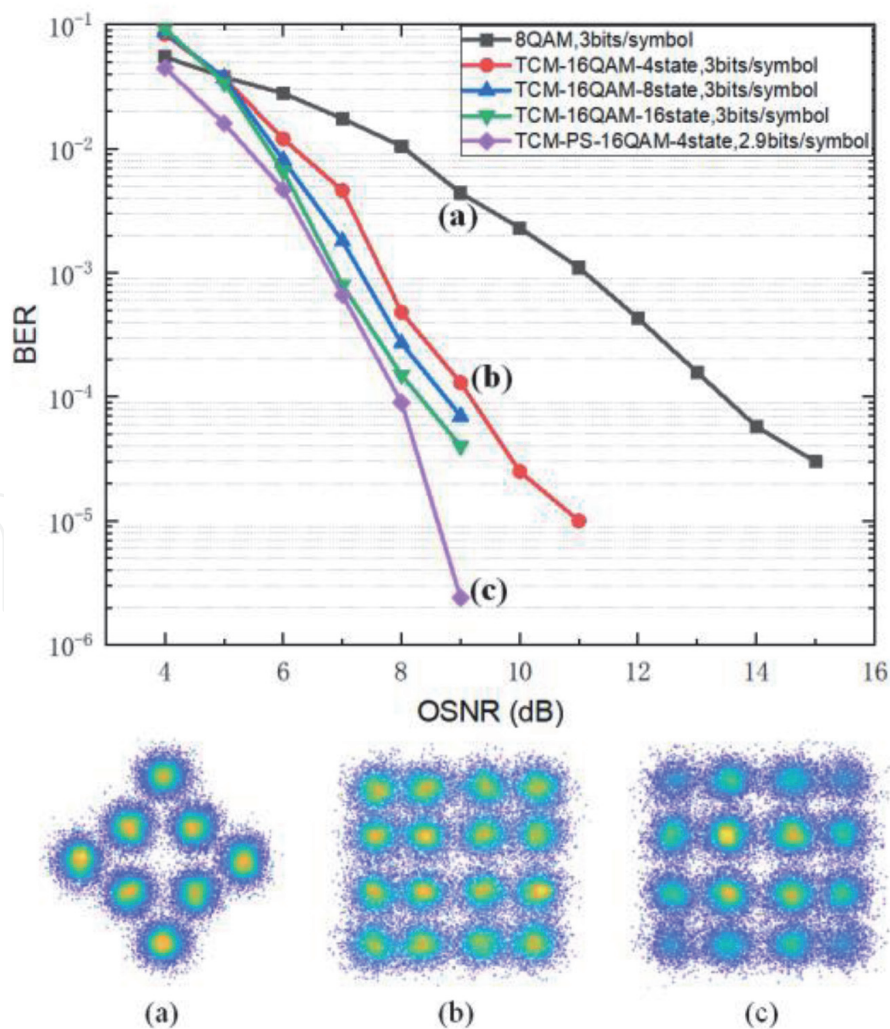 8QAM,3bits/symbol
TCM-16QAM-4state,3bits/symbol
TCM-16QAM-8state,3bits/symbol
TCM-16QAM-16state,3bits/symbol
TCM-PS-16QAM-4state,2.9bits/symbol
10⁻¹
10⁻²
10⁻³
10⁻⁴
10⁻⁵
10⁻⁶
BER
(a)
(b)
(c)
4 6 8 10 12 14 16
OSNR (dB)
(a) (b) (c)